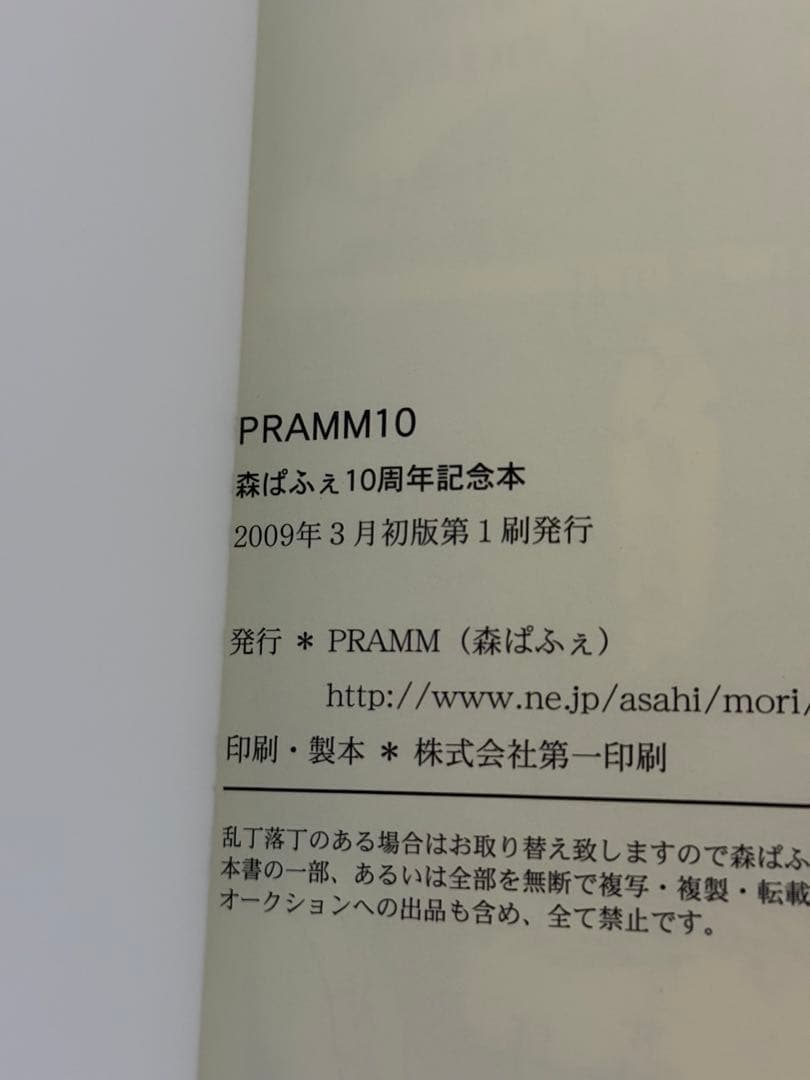 PRAMM10
森ぱふぇ10周年記念本
2009年3月初版第1刷発行
発行＊PRAMM（森ぱふぇ）
http://www.ne.jp/asahi/mori/
印刷・製本＊株式会社第一印刷
乱丁落丁のある場合はお取り替え致しますので森ぱふ
本書の一部、あるいは全部を無断で複写・複製・転載
オークションへの出品も含め、全て禁止です。